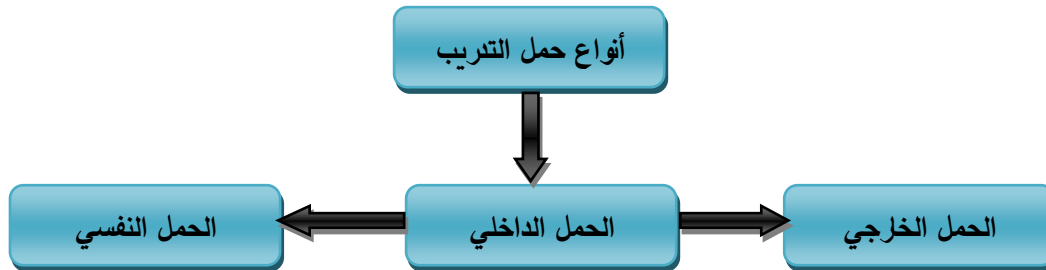 أنواع حمل التدريب
الحمل الخارجي
الحمل الداخلي
الحمل النفسي